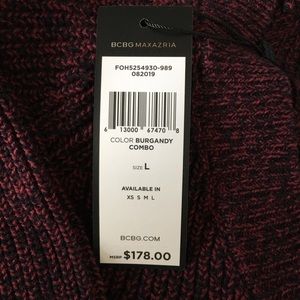 BCBGMAXAZRIA
FOH5254930-989
082019
6 13000 67470 8
COLOR BURGANDY
COMBO
SIZE L
AVAILABLE IN
XS S M L
BCBG.COM
MSRP $178.00